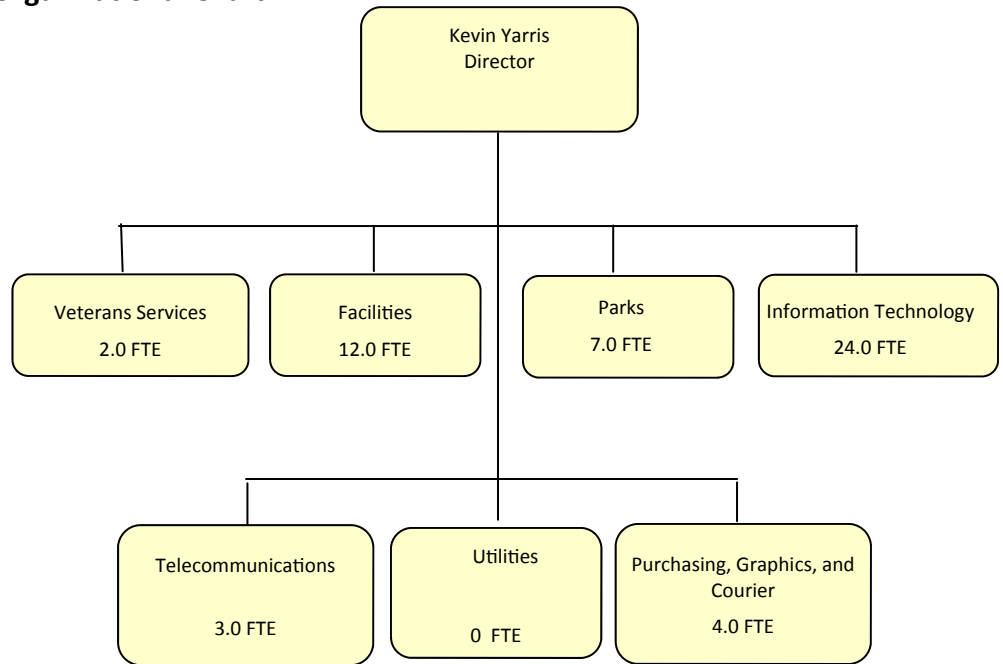 Kevin Yarris
Director
Veterans Services
2.0 FTE
Facilities
12.0 FTE
Parks
7.0 FTE
Information Technology
24.0 FTE
Telecommunications
3.0 FTE
Utilities
0 FTE
Purchasing, Graphics, and
Courier
4.0 FTE